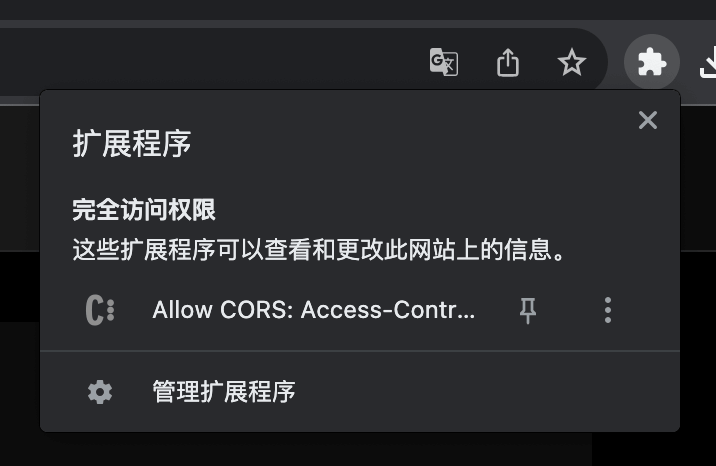 扩展程序
完全访问权限
这些扩展程序可以查看和更改此网站上的信息。
Allow CORS: Access-Contr...
管理扩展程序